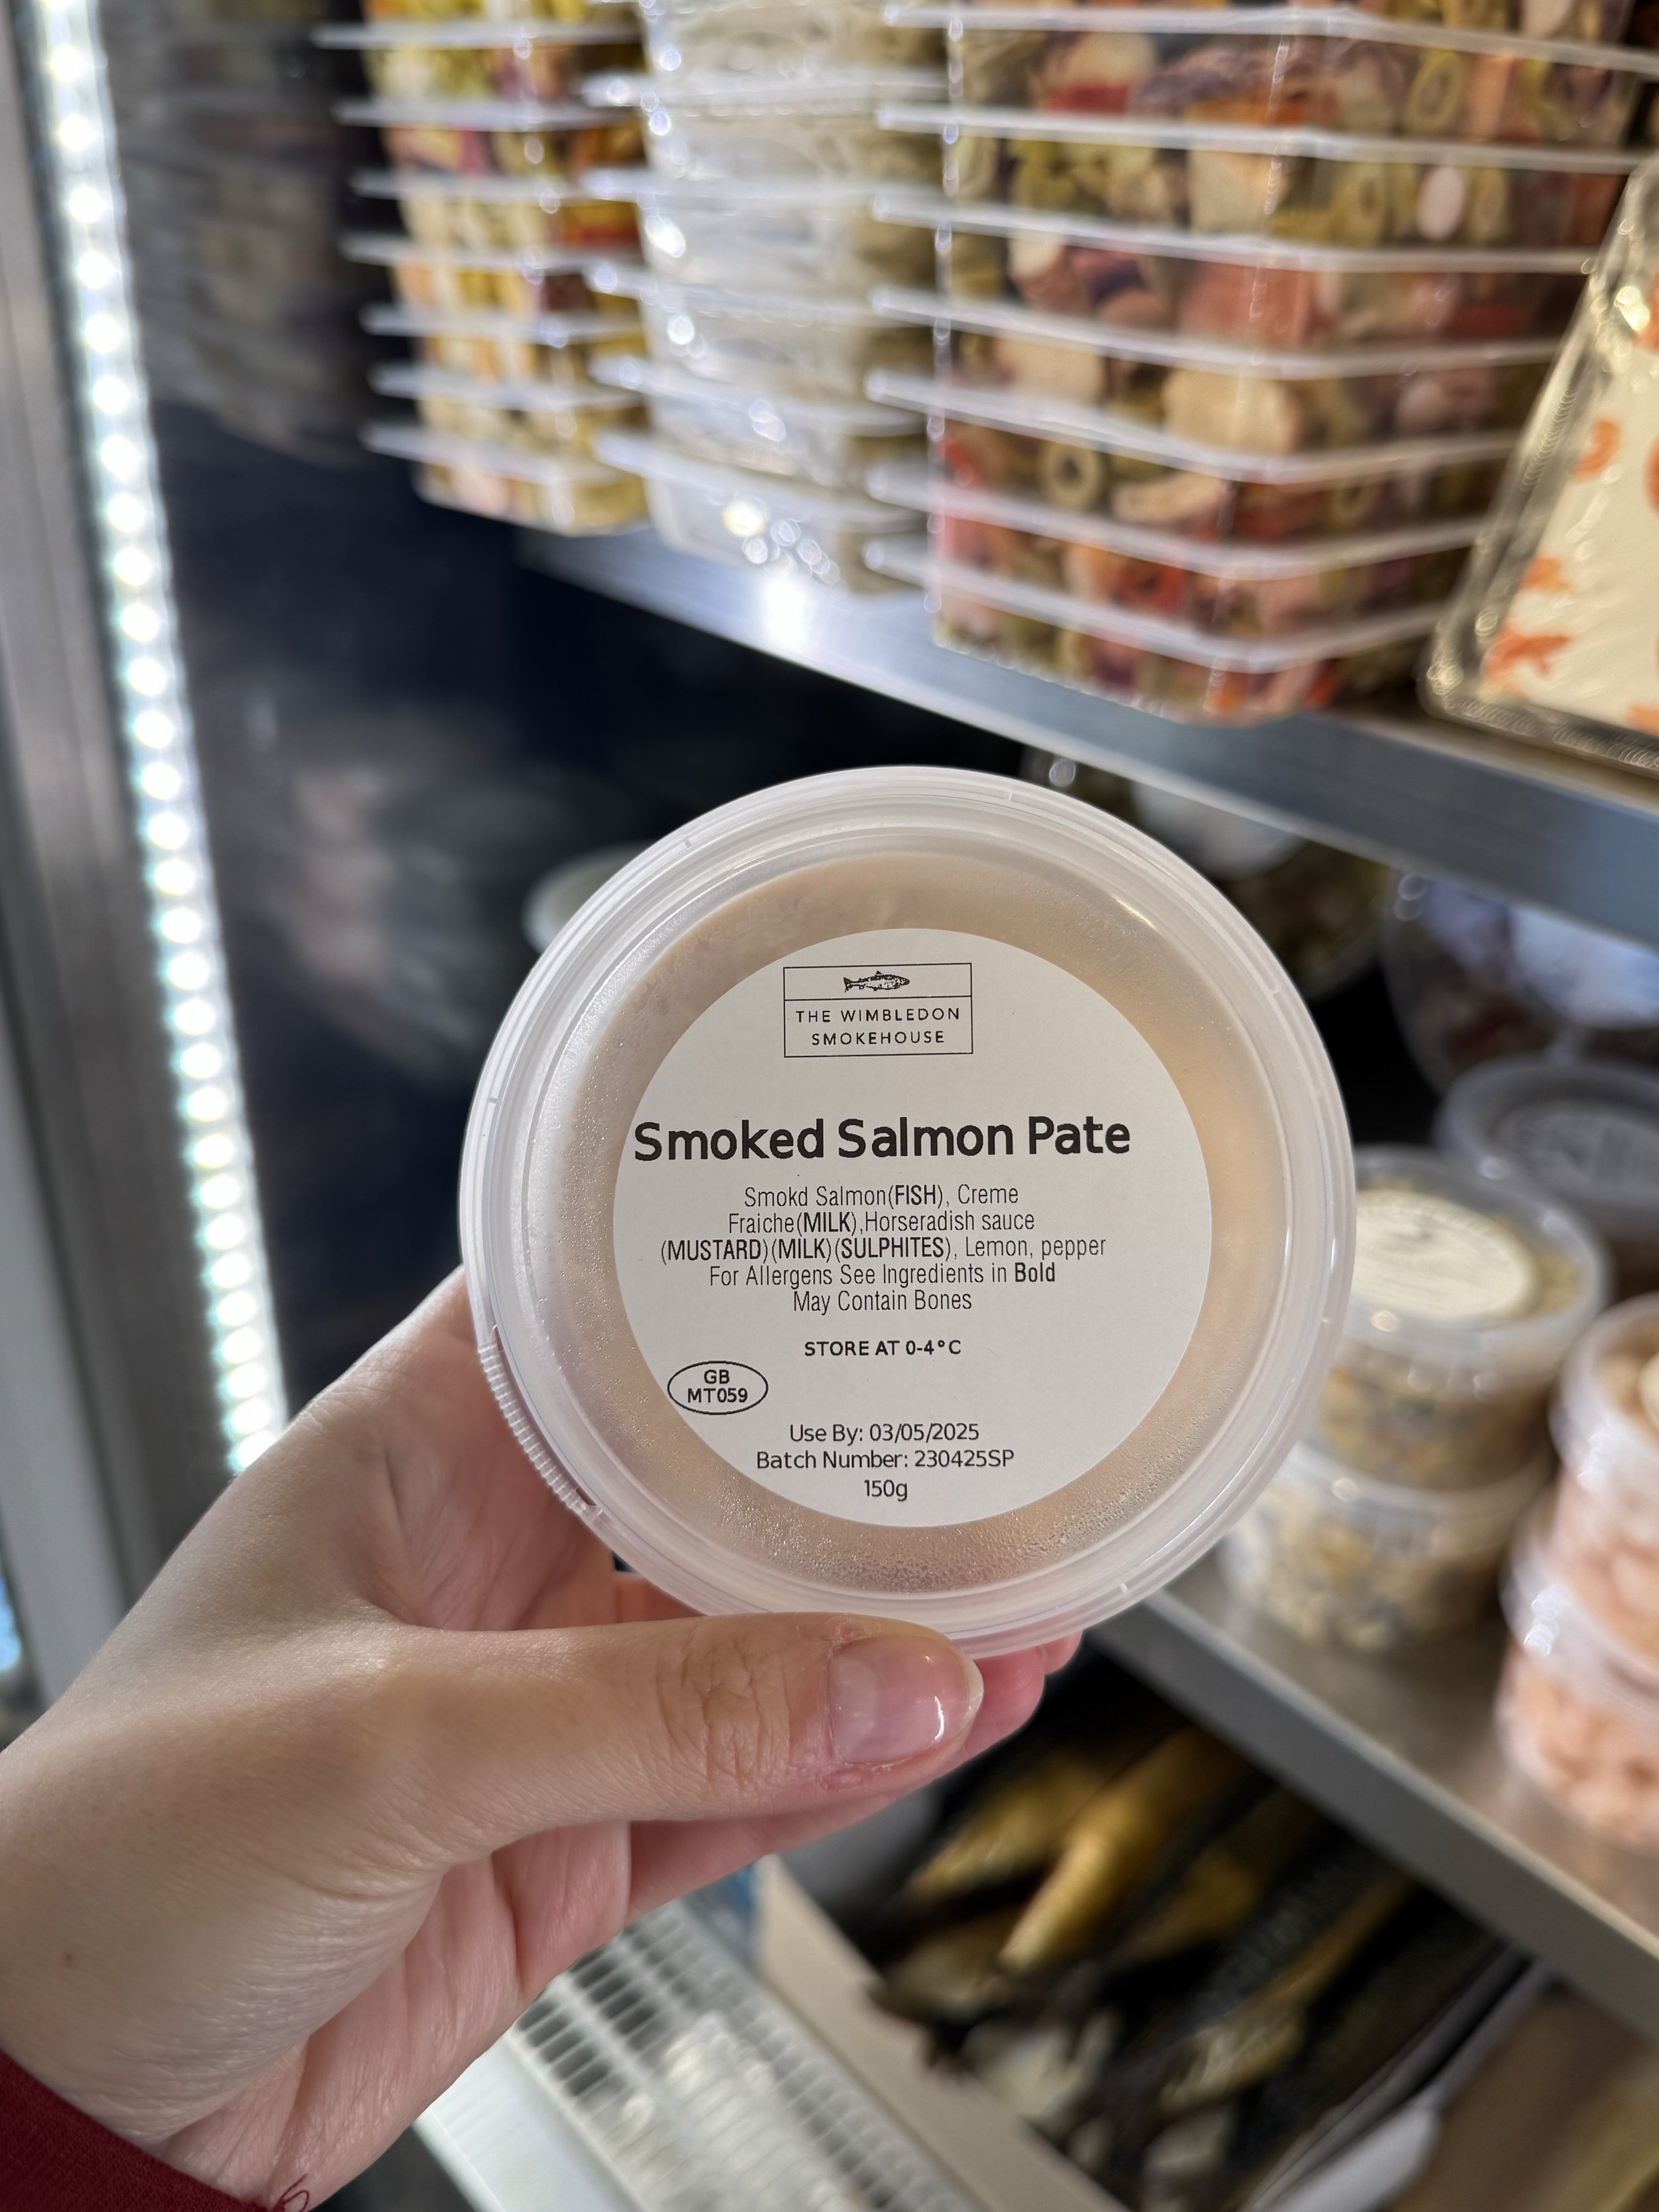 THE WIMBLEDON
SMOKEHOUSE
Smoked Salmon Pate
Smokd Salmon(FISH), Creme
Fraiche(MILK),Horseradish sauce
(MUSTARD)(MILK)(SULPHITES), Lemon, pepper
For Allergens See Ingredients in Bold
May Contain Bones
STORE AT 0-4°C
GB
MT059
Use By: 03/05/2025
Batch Number: 230425SP
150g